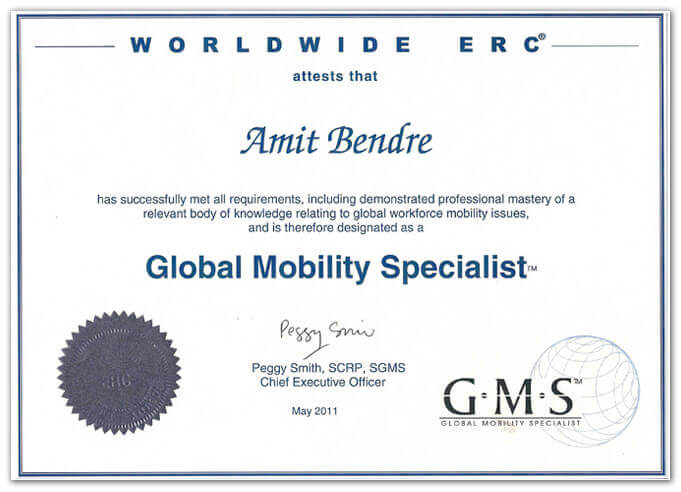 WORLDWIDE ERC®
attests that
Amit Bendre
has successfully met all requirements, including demonstrated professional mastery of a
relevant body of knowledge relating to global workforce mobility issues,
and is therefore designated as a
Global Mobility Specialist™
Peggy Smith
Peggy Smith, SCRP, SGMS
Chief Executive Officer
May 2011
ERC
G·M·S™
GLOBAL MOBILITY SPECIALIST